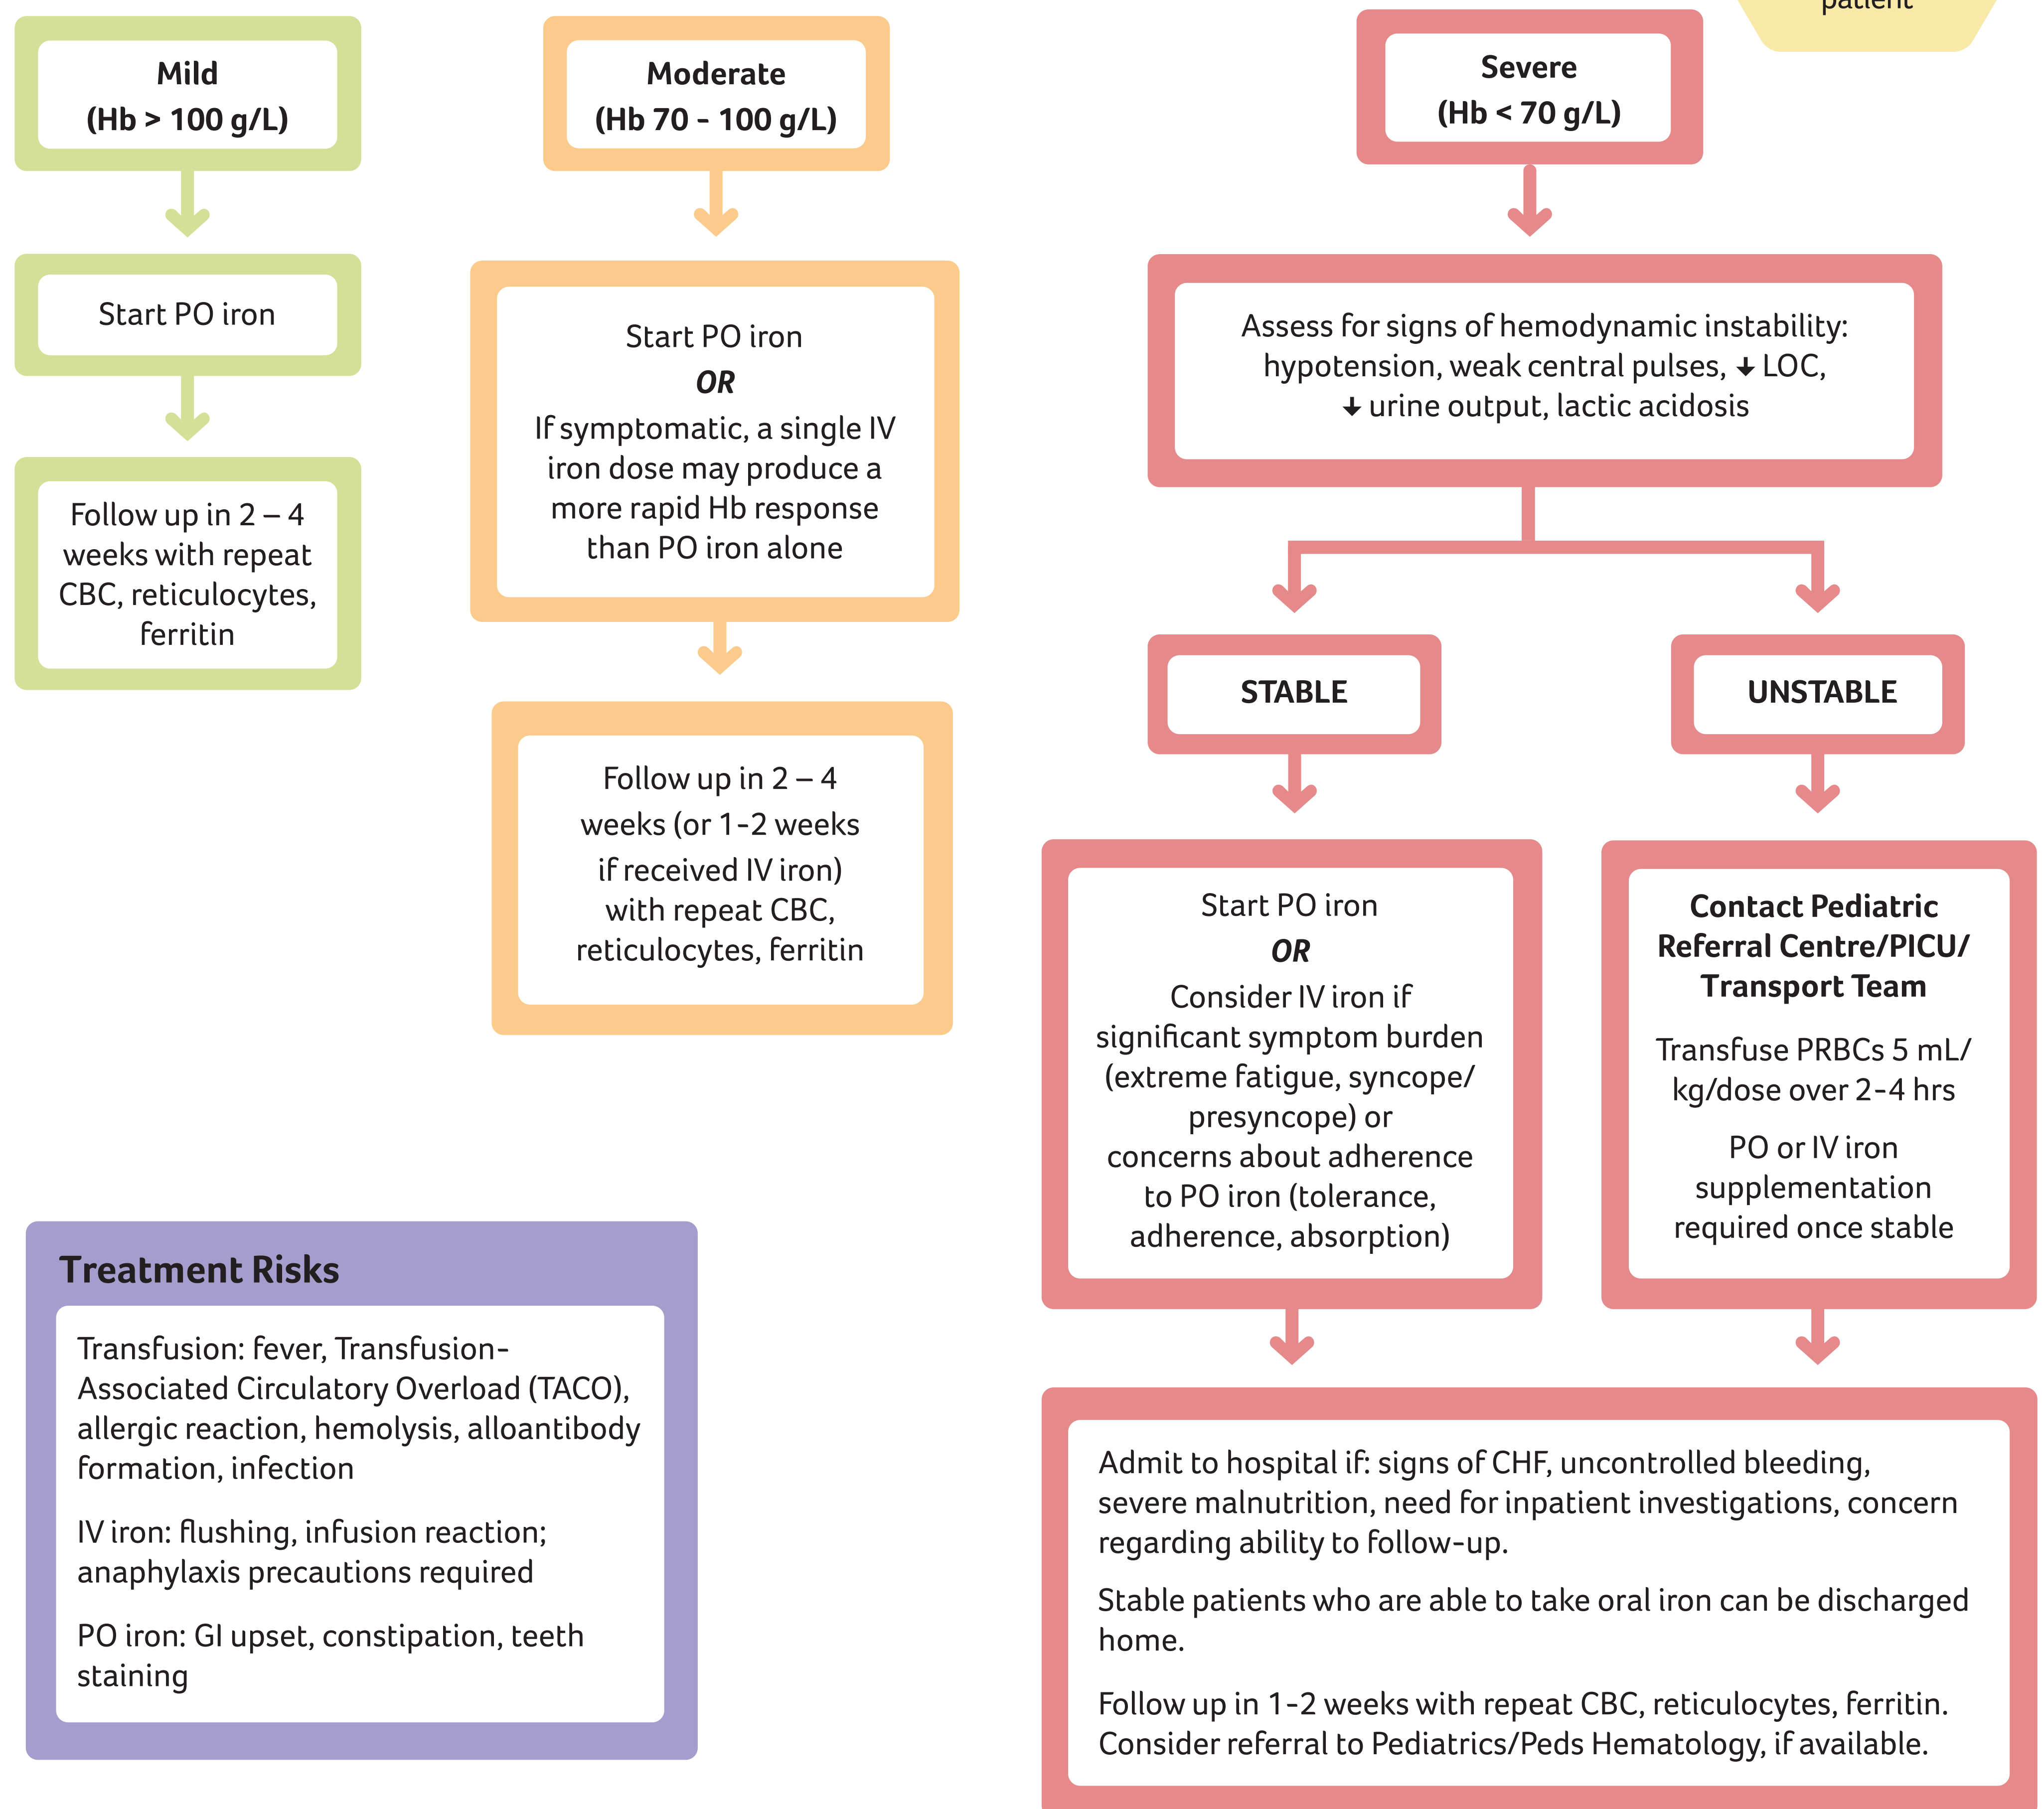 patient
Mild
(Hb > 100 g/L)
Start PO iron
Follow up in 2 – 4
weeks with repeat
CBC, reticulocytes,
ferritin
Moderate
(Hb 70 - 100 g/L)
Start PO iron
OR
If symptomatic, a single IV
iron dose may produce a
more rapid Hb response
than PO iron alone
Follow up in 2 – 4
weeks (or 1-2 weeks
if received IV iron)
with repeat CBC,
reticulocytes, ferritin
Severe
(Hb < 70 g/L)
Assess for signs of hemodynamic instability:
hypotension, weak central pulses, ↓ LOC,
↓ urine output, lactic acidosis
STABLE
Start PO iron
OR
Consider IV iron if
significant symptom burden
(extreme fatigue, syncope/
presyncope) or
concerns about adherence
to PO iron (tolerance,
adherence, absorption)
UNSTABLE
Contact Pediatric
Referral Centre/PICU/
Transport Team
Transfuse PRBCs 5 mL/
kg/dose over 2-4 hrs
PO or IV iron
supplementation
required once stable
Admit to hospital if: signs of CHF, uncontrolled bleeding,
severe malnutrition, need for inpatient investigations, concern
regarding ability to follow-up.
Stable patients who are able to take oral iron can be discharged
home.
Follow up in 1-2 weeks with repeat CBC, reticulocytes, ferritin.
Consider referral to Pediatrics/Peds Hematology, if available.
Treatment Risks
Transfusion: fever, Transfusion-
Associated Circulatory Overload (TACO),
allergic reaction, hemolysis, alloantibody
formation, infection
IV iron: flushing, infusion reaction;
anaphylaxis precautions required
PO iron: GI upset, constipation, teeth
staining